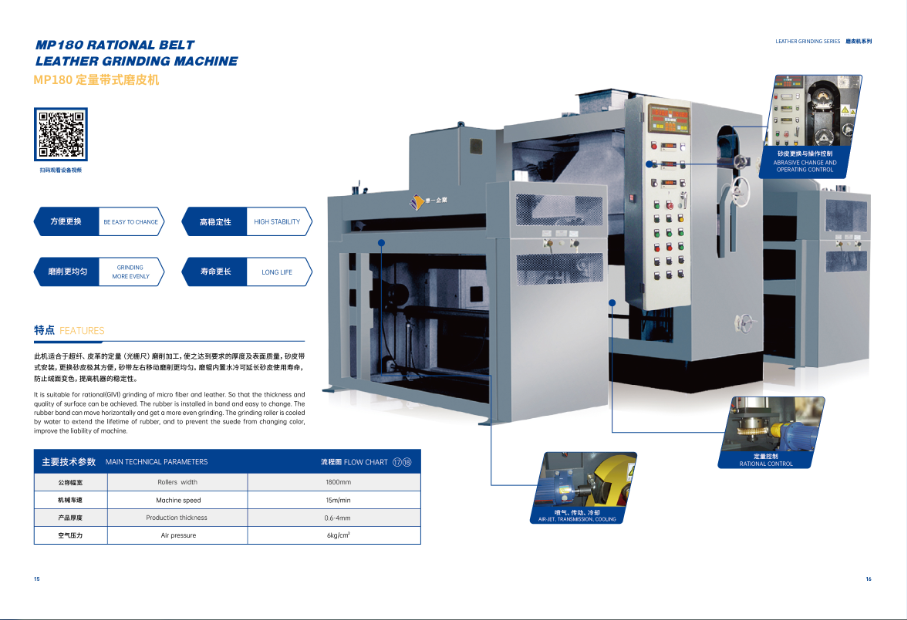 MP180 RATIONAL BELT
LEATHER GRINDING MACHINE
MP180 定量带式磨皮机
LEATHER GRINDING SERIES 磨皮机系列
扫码观看设备视频
方便更换 BE EASY TO CHANGE
高稳定性 HIGH STABILITY
磨削更均匀 GRINDING
MORE EVENLY
寿命更长 LONG LIFE
砂皮更换与操作控制
ABRASIVE CHANGE AND
OPERATING CONTROL
特点 FEATURES
此机适合于超纤、皮革的定量（光栅尺）磨削加工，使之达到要求的厚度及表面质量，砂皮带
式安装，更换砂皮极其方便，砂带左右移动磨削更均匀。磨辊内置水冷可延长砂皮使用寿命，
防止绒面变色，提高机器的稳定性。
It is suitable for rational(GIVI) grinding of micro fiber and leather. So that the thickness and
quality of surface can be achieved. The rubber is installed in band and easy to change. The
rubber band can move horizontally and get a more even grinding. The grinding roller is cooled
by water to extend the lifetime of rubber, and to prevent the suede from changing color,
improve the liability of machine.
主要技术参数 MAIN TECHNICAL PARAMETERS 流程图 FLOW CHART ⑰⑱
公称幅宽 Rollers width 1800mm
机械车速 Machine speed 15m/min
产品厚度 Production thickness 0.6-4mm
空气压力 Air pressure 6kg/cm²
定量控制
RATIONAL CONTROL
喷气、传动、冷却
AIR-JET, TRANSMISSION, COOLING
15
16